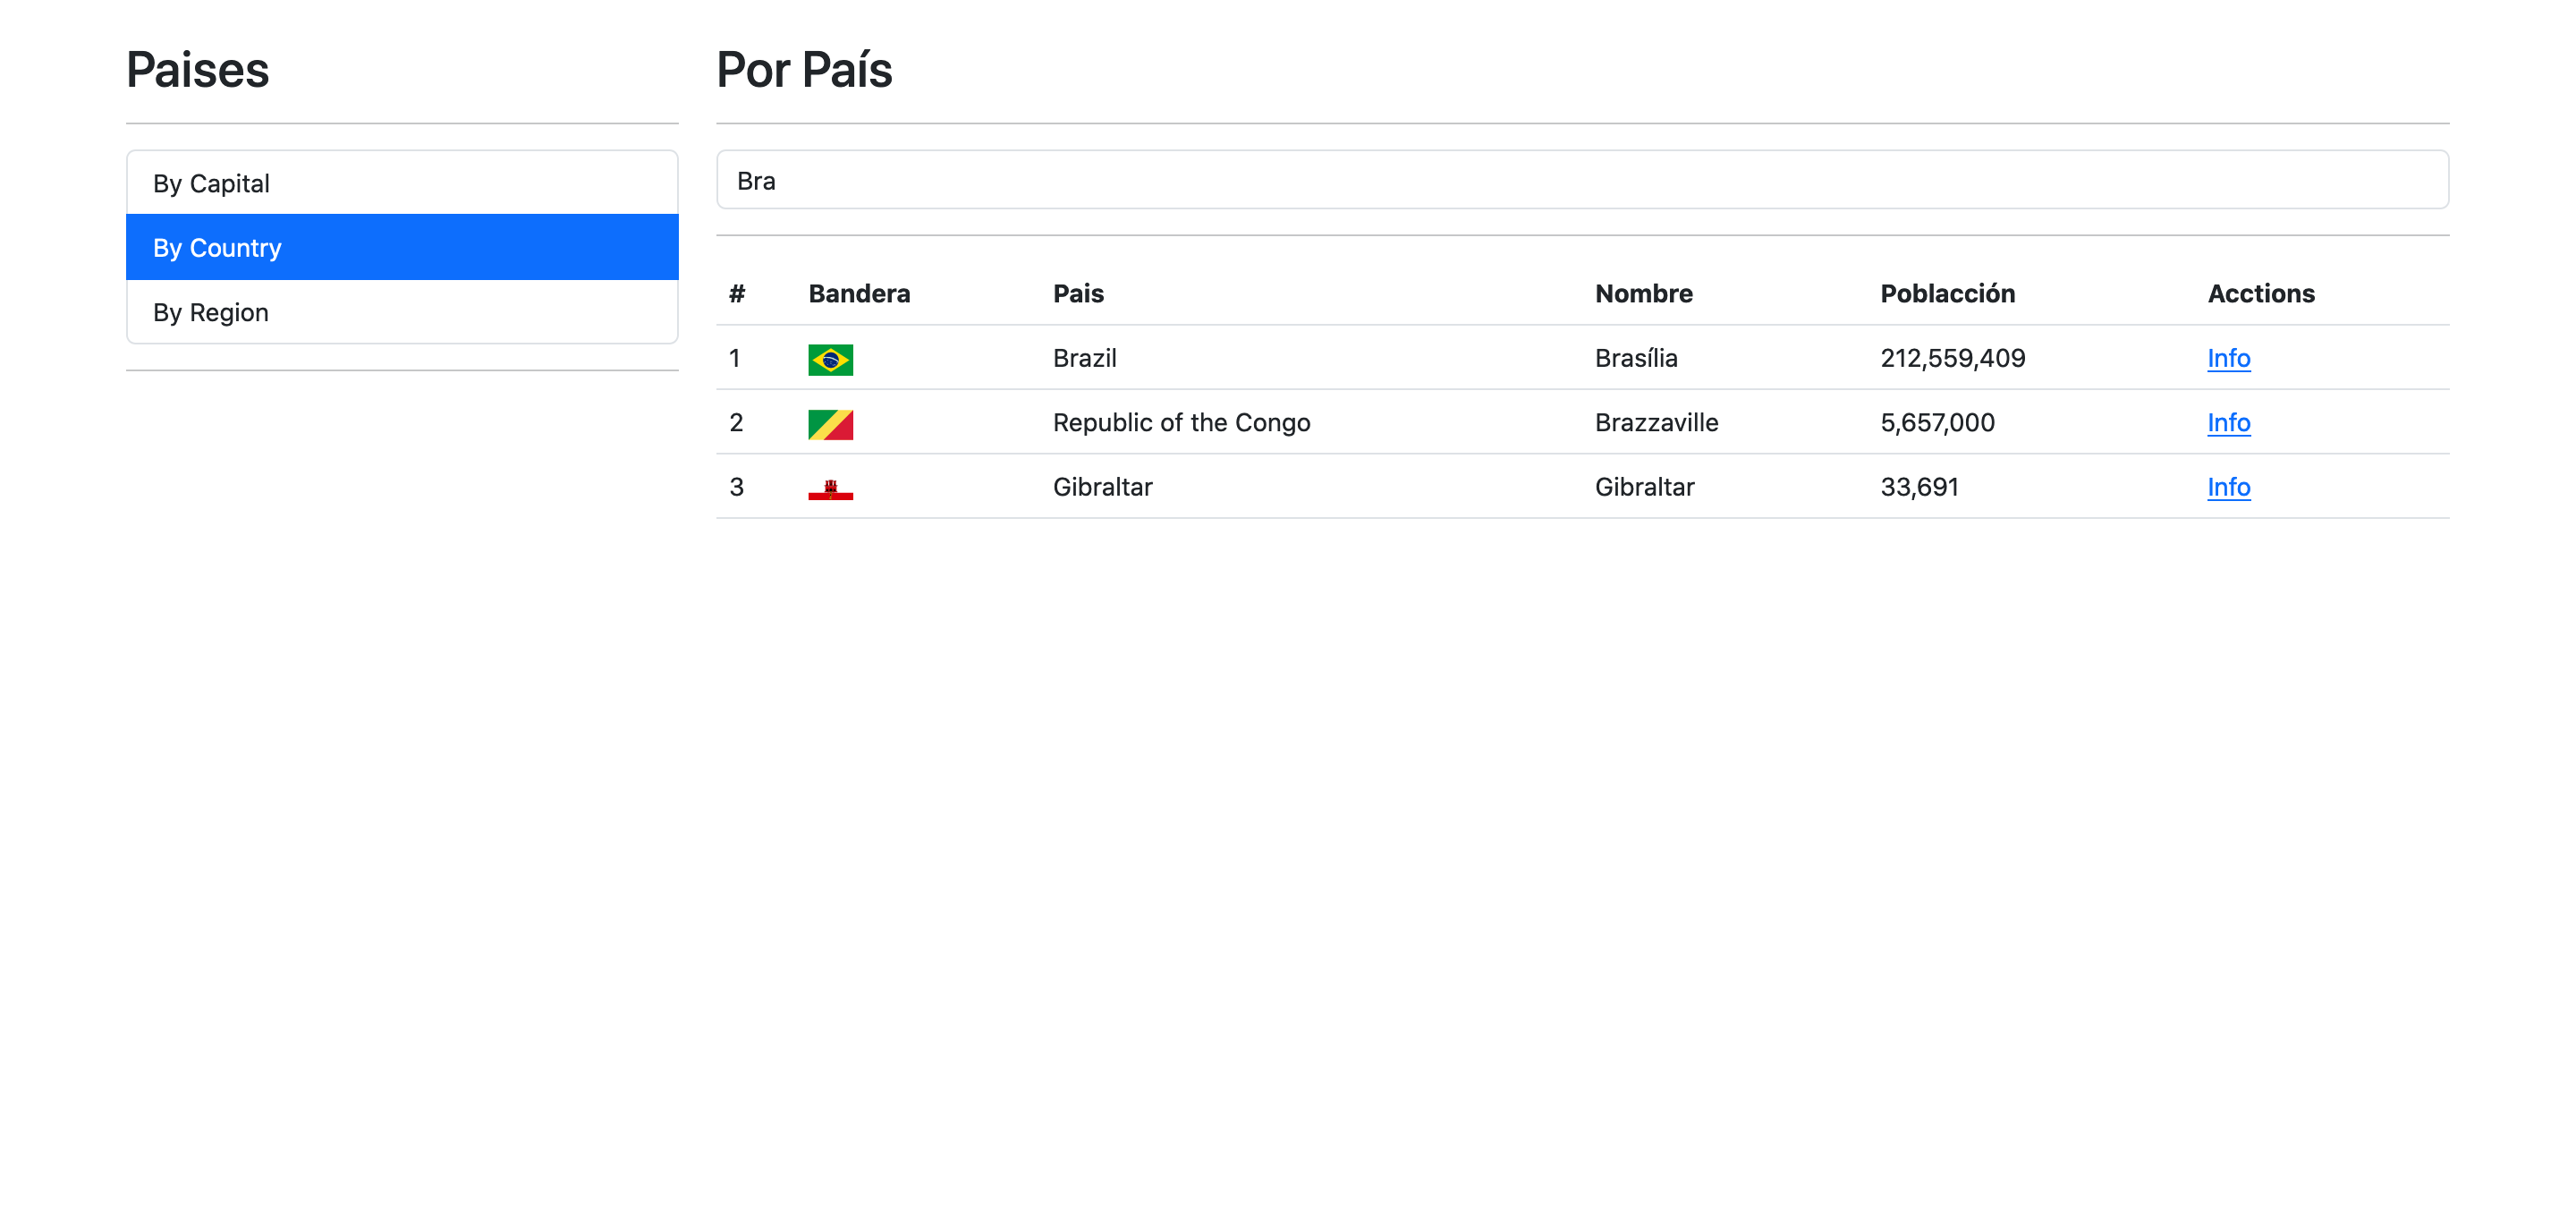 Paises
By Capital
By Country
By Region
Por País
Bra
# Bandera Pais Nombre Poblacción Acctions
1 Brazil Brasília 212,559,409 Info
2 Republic of the Congo Brazzaville 5,657,000 Info
3 Gibraltar Gibraltar 33,691 Info